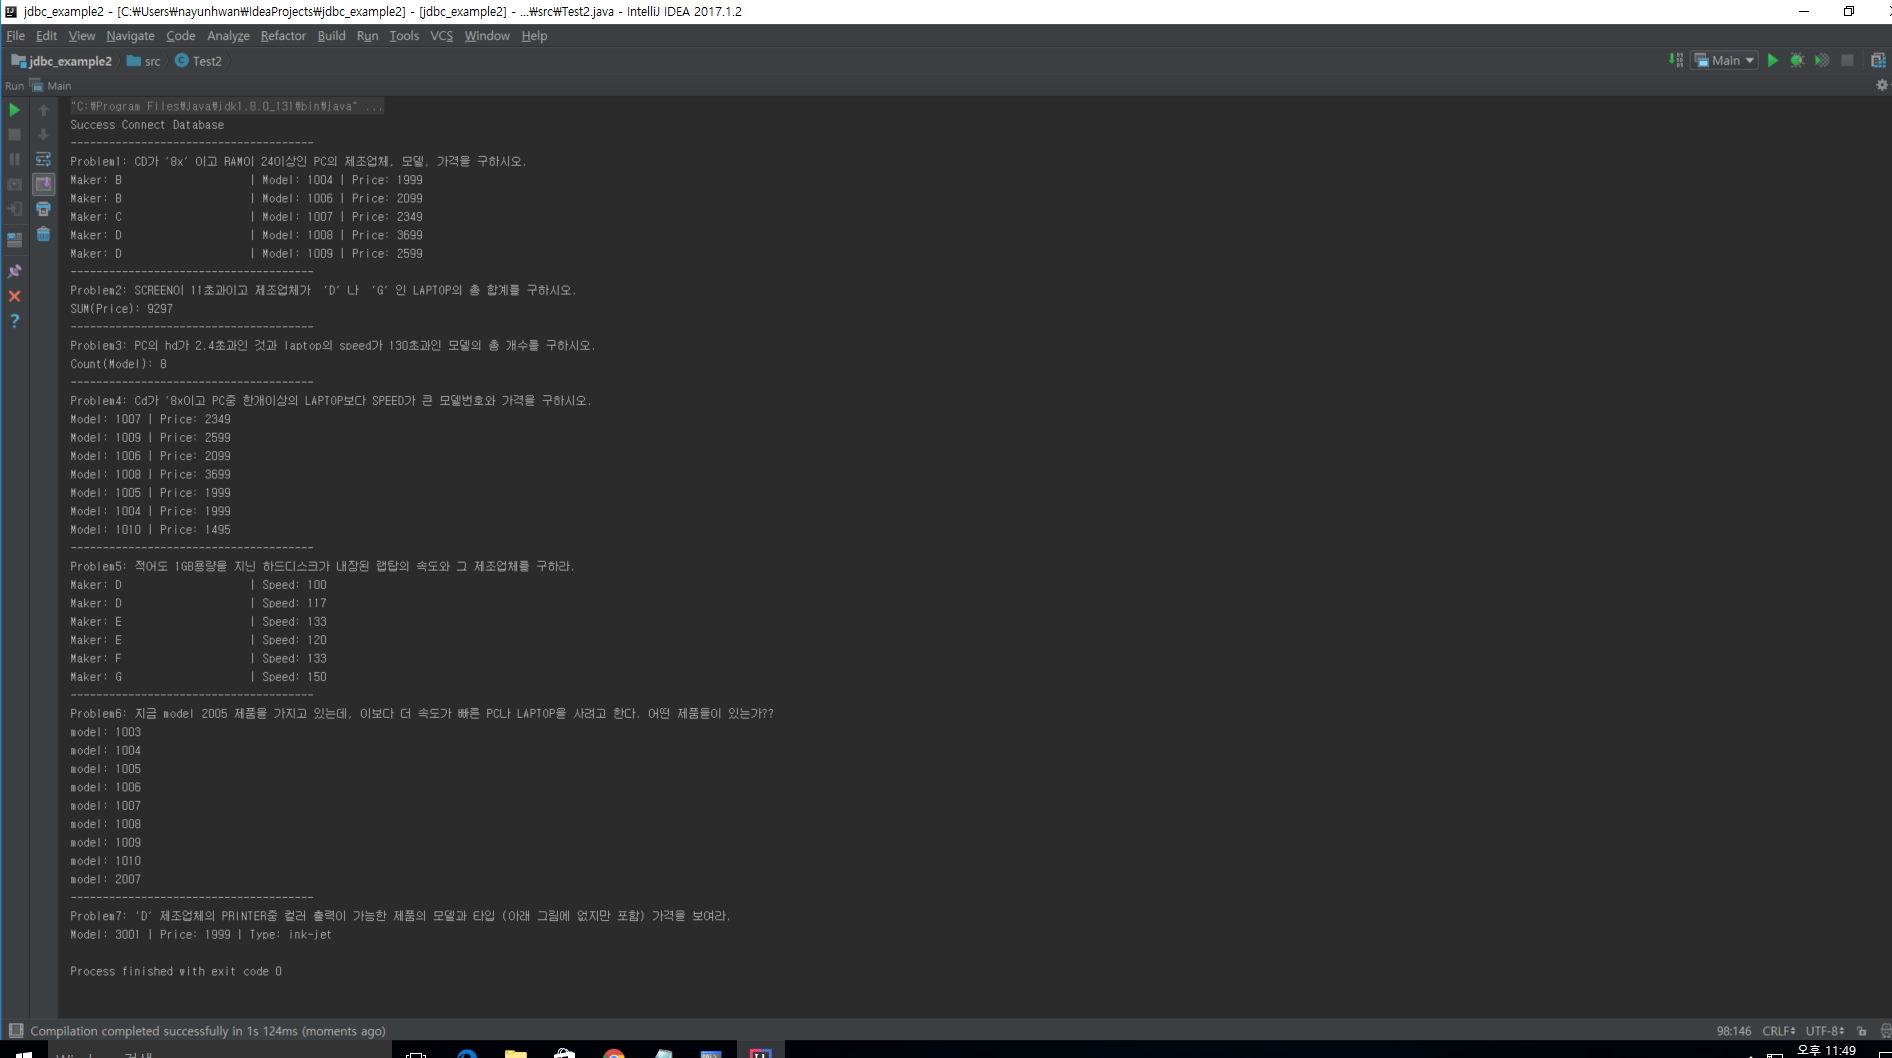 jdbc_example2 - [C:₩Users₩nayunhwan₩IdeaProjects₩jdbc_example2] - [jdbc_example2] - ...₩src₩Test2.java - IntelliJ IDEA 2017.1.2
File Edit View Navigate Code Analyze Refactor Build Run Tools VCS Window Help
jdbc_example2 src Test2 Main
Run Main
"C:₩Program Files₩Java₩jdk1.8.0_131₩bin₩java" ...
Success Connect Database
--------------------------------------
Problem1: CD가 '8x' 이고 RAM이 24이상인 PC의 제조업체, 모델, 가격을 구하시오.
Maker: B | Model: 1004 | Price: 1999
Maker: B | Model: 1006 | Price: 2099
Maker: C | Model: 1007 | Price: 2349
Maker: D | Model: 1008 | Price: 3699
Maker: D | Model: 1009 | Price: 2599
--------------------------------------
Problem2: SCREEN이 11초과이고 제조업체가 'D' 나 'G' 인 LAPTOP의 총 합계를 구하시오.
SUM(Price): 9297
--------------------------------------
Problem3: PC의 hd가 2.4초과인 것과 laptop의 speed가 130초과인 모델의 총 개수를 구하시오.
Count(Model): 8
--------------------------------------
Problem4: Cd가 '8x이고 PC중 한개이상의 LAPTOP보다 SPEED가 큰 모델번호와 가격을 구하시오.
Model: 1007 | Price: 2349
Model: 1009 | Price: 2599
Model: 1006 | Price: 2099
Model: 1008 | Price: 3699
Model: 1005 | Price: 1999
Model: 1004 | Price: 1999
Model: 1010 | Price: 1495
--------------------------------------
Problem5: 적어도 1GB용량을 지닌 하드디스크가 내장된 랩탑의 속도와 그 제조업체를 구하라.
Maker: D | Speed: 100
Maker: D | Speed: 117
Maker: E | Speed: 133
Maker: E | Speed: 120
Maker: F | Speed: 133
Maker: G | Speed: 150
--------------------------------------
Problem6: 지금 model 2005 제품을 가지고 있는데, 이보다 더 속도가 빠른 PC나 LAPTOP을 사려고 한다. 어떤 제품들이 있는가??
model: 1003
model: 1004
model: 1005
model: 1006
model: 1007
model: 1008
model: 1009
model: 1010
model: 2007
--------------------------------------
Problem7: 'D' 제조업체의 PRINTER중 컬러 출력이 가능한 제품의 모델과 타입 (아래 그림에 없지만 포함) 가격을 보여라.
Model: 3001 | Price: 1999 | Type: ink-jet
Process finished with exit code 0
Compilation completed successfully in 1s 124ms (moments ago) 98:146 CRLF UTF-8
오후 11:49